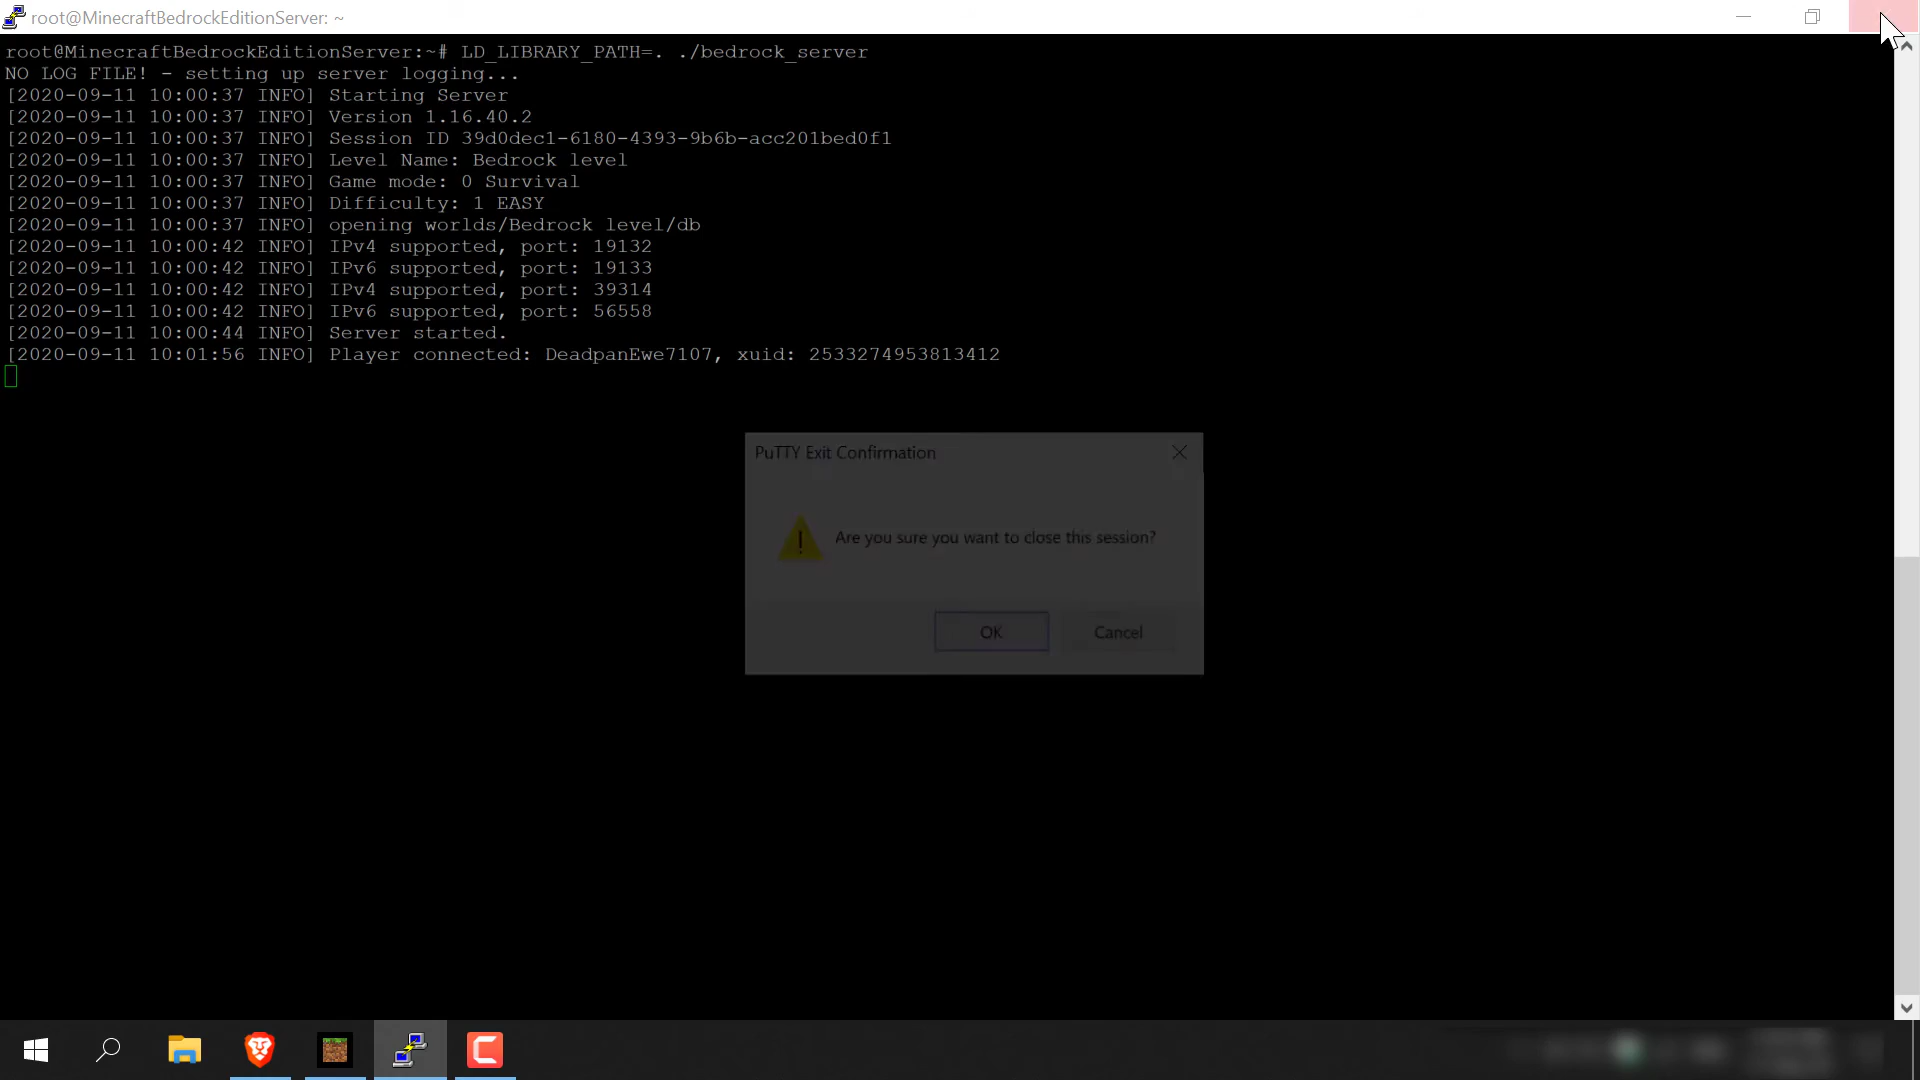 root@MinecraftBedrockEditionServer: ~
root@MinecraftBedrockEditionServer:~# LD_LIBRARY_PATH=. ./bedrock_server
NO LOG FILE! - setting up server logging...
[2020-09-11 10:00:37 INFO] Starting Server
[2020-09-11 10:00:37 INFO] Version 1.16.40.2
[2020-09-11 10:00:37 INFO] Session ID 39d0dec1-6180-4393-9b6b-acc201bed0f1
[2020-09-11 10:00:37 INFO] Level Name: Bedrock level
[2020-09-11 10:00:37 INFO] Game mode: 0 Survival
[2020-09-11 10:00:37 INFO] Difficulty: 1 EASY
[2020-09-11 10:00:37 INFO] opening worlds/Bedrock level/db
[2020-09-11 10:00:42 INFO] IPv4 supported, port: 19132
[2020-09-11 10:00:42 INFO] IPv6 supported, port: 19133
[2020-09-11 10:00:42 INFO] IPv4 supported, port: 39314
[2020-09-11 10:00:42 INFO] IPv6 supported, port: 56558
[2020-09-11 10:00:44 INFO] Server started.
[2020-09-11 10:01:56 INFO] Player connected: DeadpanEwe7107, xuid: 2533274953813412
PuTTY Exit Confirmation
Are you sure you want to close this session?
OK
Cancel